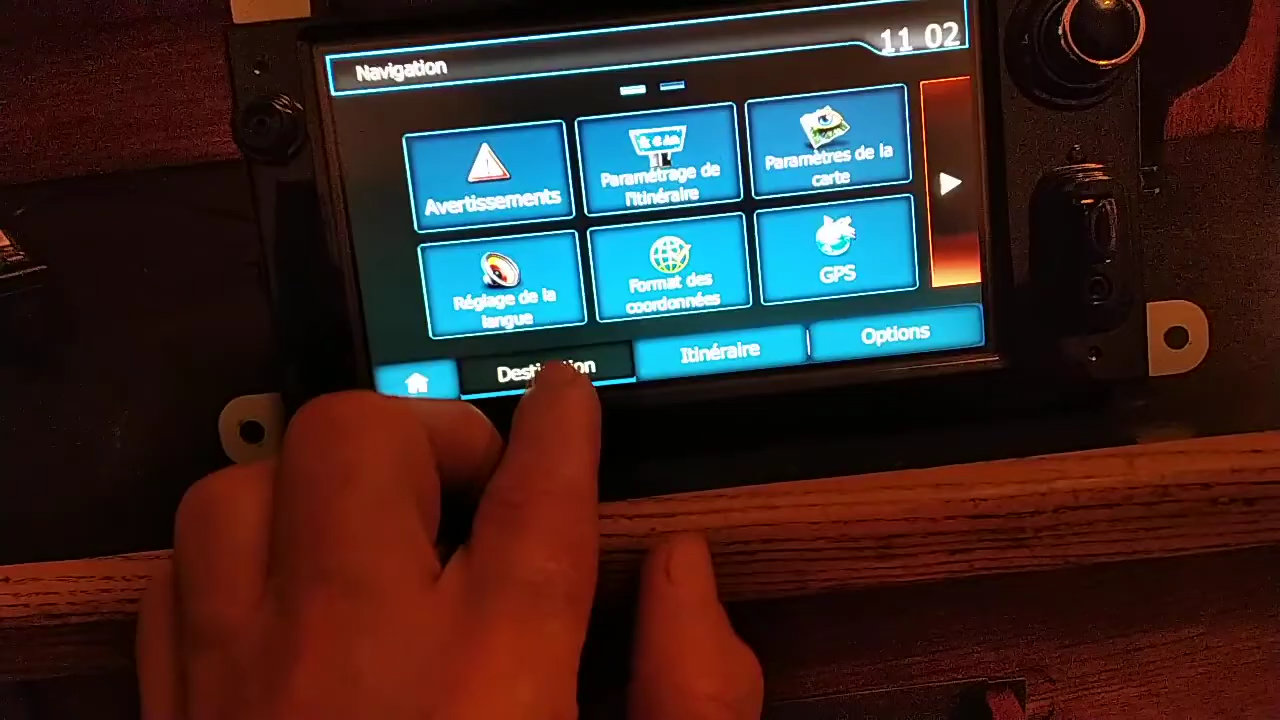 Navigation
11 02
Avertissements
Paramétrage de
l'itinéraire
Paramètres de la
carte
Réglage de la
langue
Format des
coordonnées
GPS
Itinéraire
Options